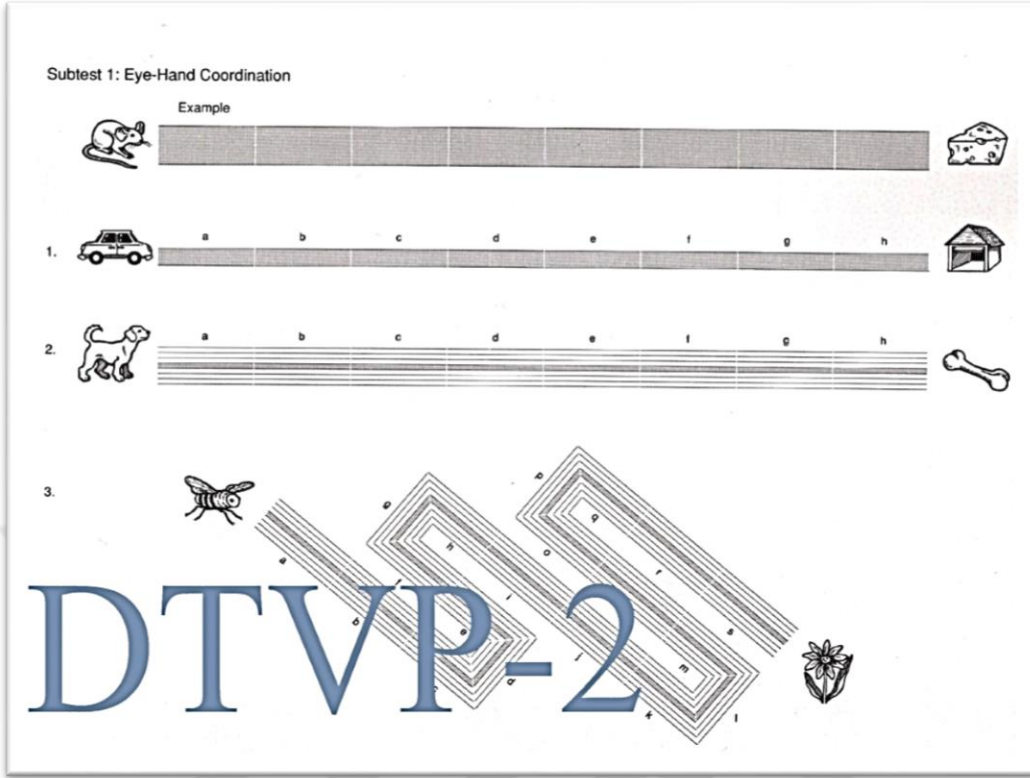 Subtest 1: Eye-Hand Coordination
Example
1. a b c d e f g h
2. a b c d e f g h
3.
a b c d e f g h i j k l m o p q r s
DTVP-2